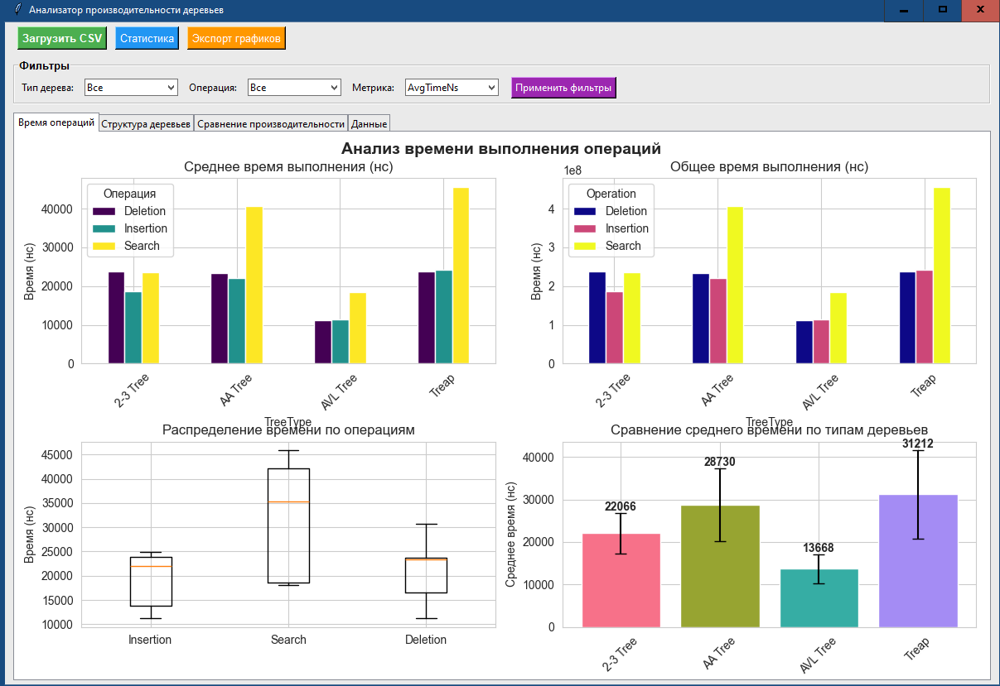 Анализатор производительности деревьев
Загрузить CSV Статистика Экспорт графиков
Фильтры
Тип дерева: Все Операция: Все Метрика: AvgTimeNs Применить фильтры
Время операций Структура деревьев Сравнение производительности Данные
Анализ времени выполнения операций
Среднее время выполнения (нс)
Операция
Deletion
Insertion
Search
Время (нс)
40000
30000
20000
10000
0
2-3 Tree AA Tree AVL Tree Treap
TreeType
Общее время выполнения (нс)
1e8
Operation
Deletion
Insertion
Search
Время (нс)
4
3
2
1
0
2-3 Tree AA Tree AVL Tree Treap
TreeType
Распределение времени по операциям
Время (нс)
45000
40000
35000
30000
25000
20000
15000
10000
Insertion Search Deletion
Сравнение среднего времени по типам деревьев
Среднее время (нс)
40000
30000
20000
10000
0
22066 28730 13668 31212
2-3 Tree AA Tree AVL Tree Treap